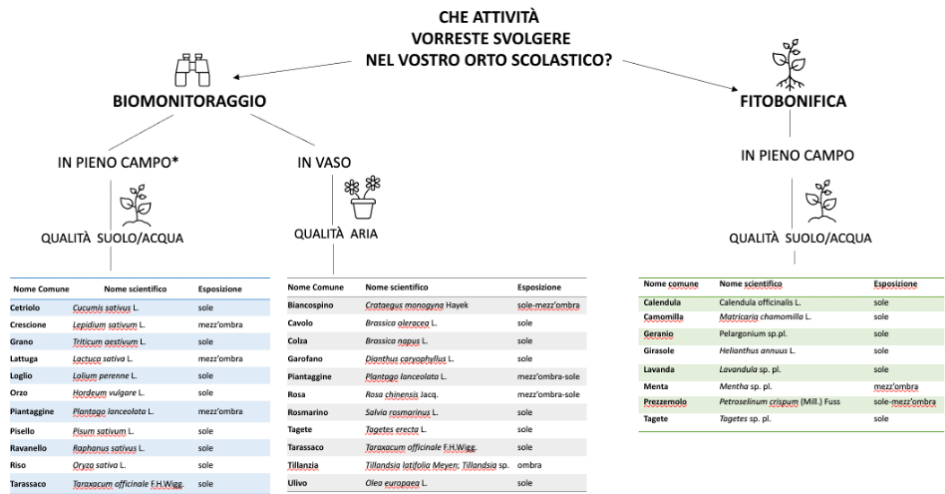 CHE ATTIVITÀ
VORRESTE SVOLGERE
NEL VOSTRO ORTO SCOLASTICO?
BIOMONITORAGGIO
FITOBONIFICA
IN PIENO CAMPO*
IN VASO
IN PIENO CAMPO
QUALITÀ SUOLO/ACQUA
QUALITÀ ARIA
QUALITÀ SUOLO/ACQUA
Nome Comune Nome scientifico Esposizione
Cetriolo Cucumis sativus L. sole
Crescione Lepidium sativum L. mezz'ombra
Grano Triticum aestivum L. sole
Lattuga Lactuca sativa L. mezz'ombra
Loglio Lolium perenne L. sole
Orzo Hordeum vulgare L. sole
Piantaggine Plantago lanceolata L. mezz'ombra
Pisello Pisum sativum L. sole
Ravanello Raphanus sativus L. sole
Riso Oryza sativa L. sole
Tarassaco Taraxacum officinale F.H.Wigg. sole
Nome Comune Nome scientifico Esposizione
Biancospino Crataegus monogyna Hayek sole-mezz'ombra
Cavolo Brassica oleracea L. sole
Colza Brassica napus L. sole
Garofano Dianthus caryophyllus L. sole
Piantaggine Plantago lanceolata L. mezz'ombra-sole
Rosa Rosa chinensis Jacq. mezz'ombra-sole
Rosmarino Salvia rosmarinus L. sole
Tagete Tagetes erecta L. sole
Tarassaco Taraxacum officinale F.H.Wigg. sole
Tillanzia Tillandsia latifolia Meyen; Tillandsia sp. ombra
Ulivo Olea europaea L. sole
Nome comune Nome scientifico Esposizione
Calendula Calendula officinalis L. sole
Camomilla Matricaria chamomilla L. sole
Geranio Pelargonium sp.pl. sole
Girasole Helianthus annuus L. sole
Lavanda Lavandula sp. pl. sole
Menta Mentha sp. pl. mezz'ombra
Prezzemolo Petroselinum crispum (Mill.) Fuss sole-mezz'ombra
Tagete Tagetes sp. pl. sole